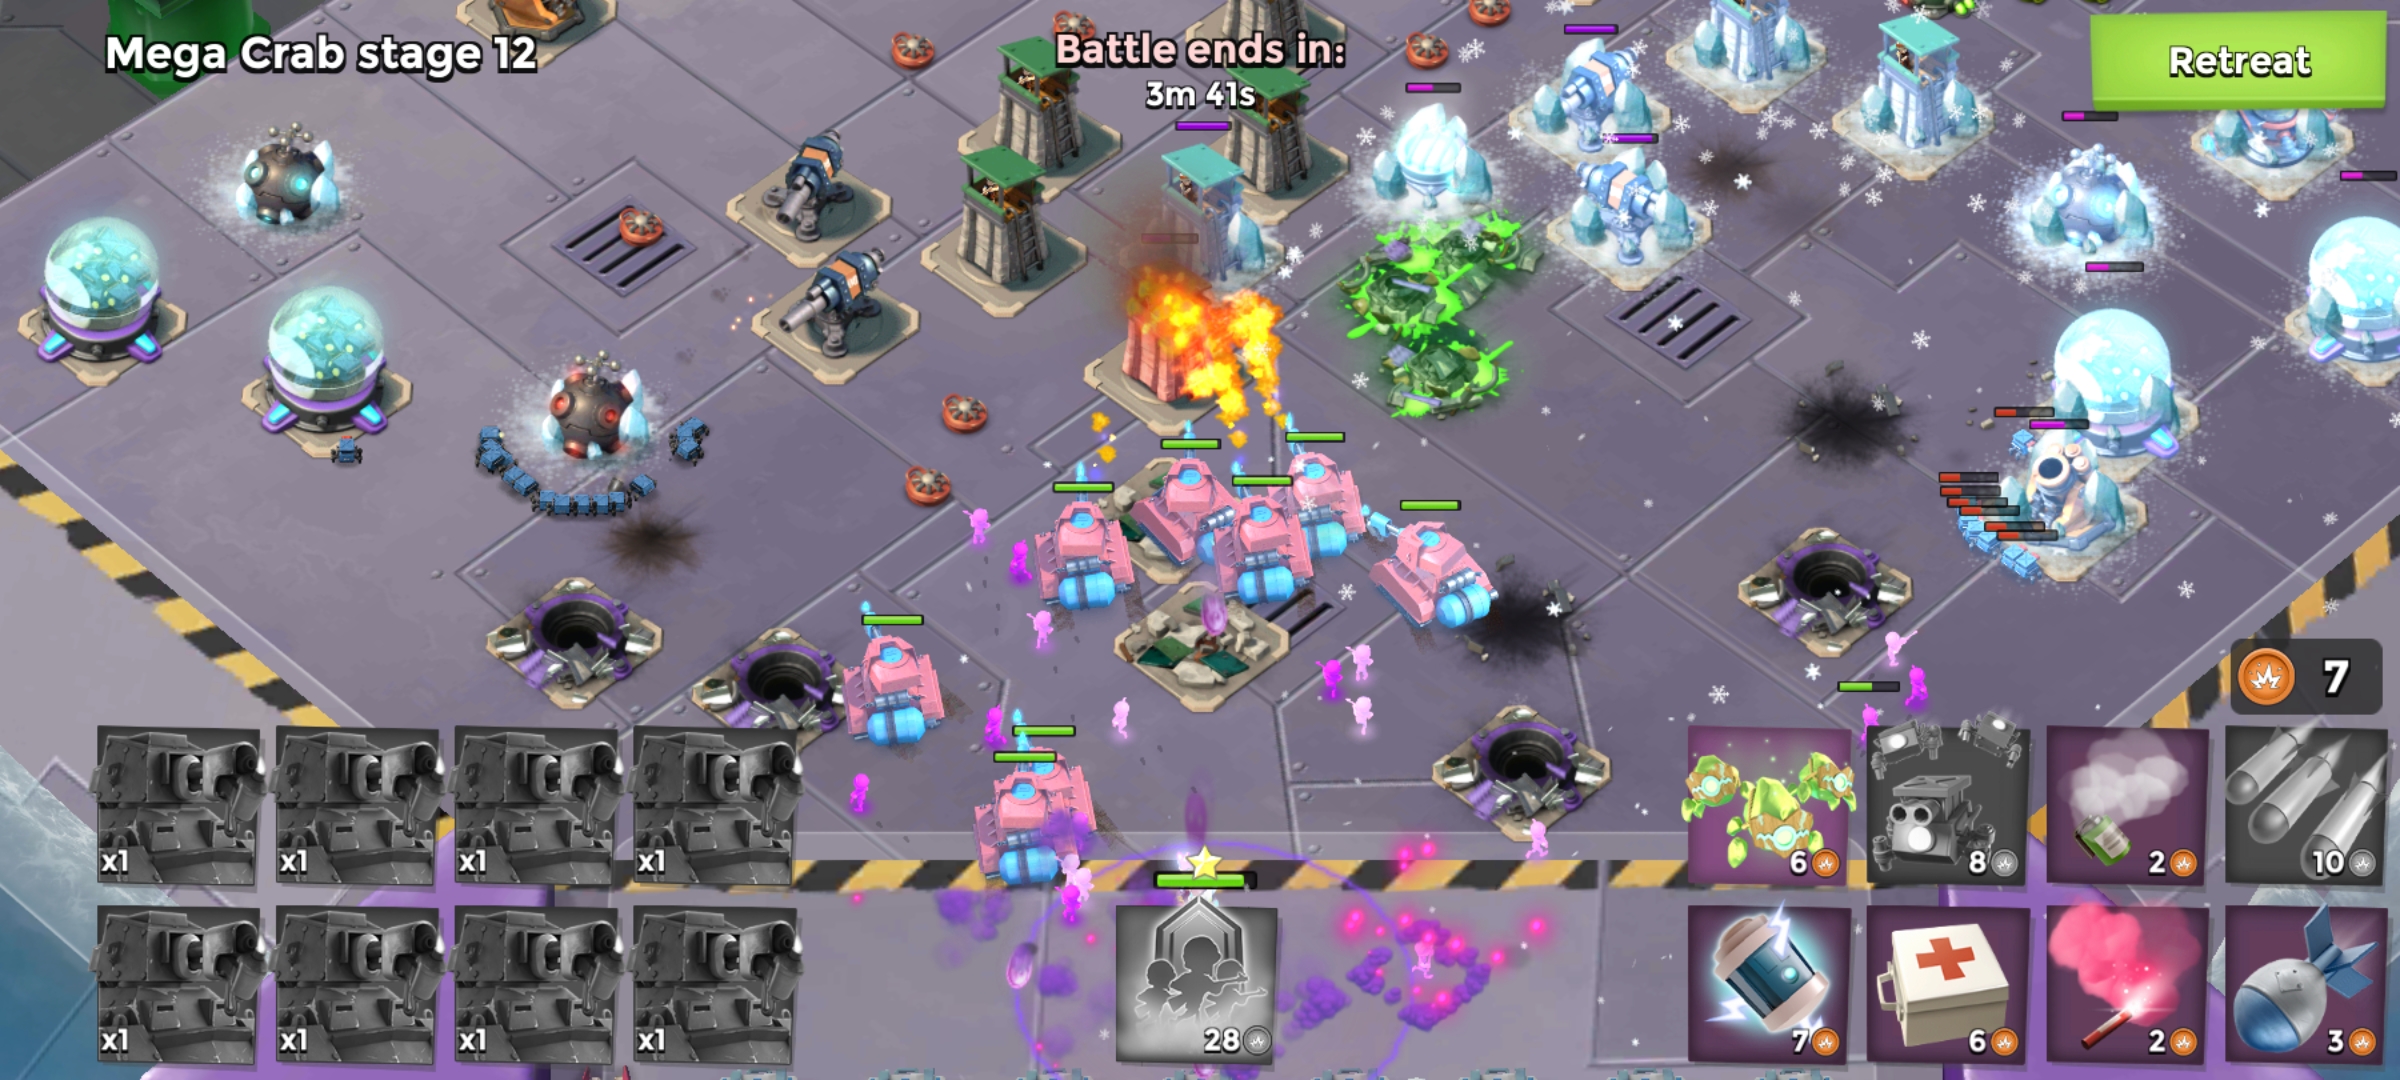 Mega Crab stage 12
Battle ends in:
3m 41s
Retreat
7
x1
x1
x1
x1
6
8
2
10
x1
x1
x1
x1
28
7
6
2
3